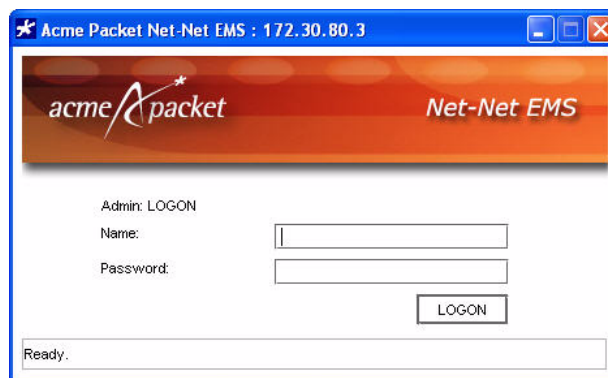 Acme Packet Net-Net EMS : 172.30.80.3
acme packet
Net-Net EMS
Admin: LOGON
Name:
Password:
LOGON
Ready.